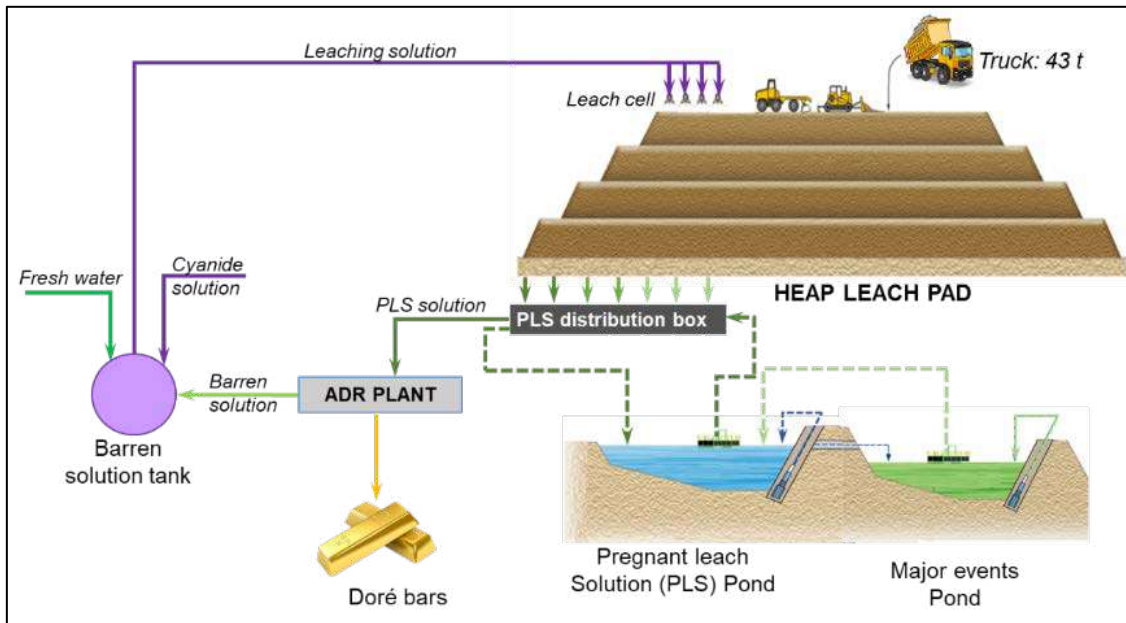 Leaching solution
Truck: 43 t
Leach cell
Fresh water
Cyanide
solution
HEAP LEACH PAD
PLS solution
PLS distribution box
Barren
solution
ADR PLANT
Barren
solution tank
Doré bars
Pregnant leach
Solution (PLS) Pond
Major events
Pond